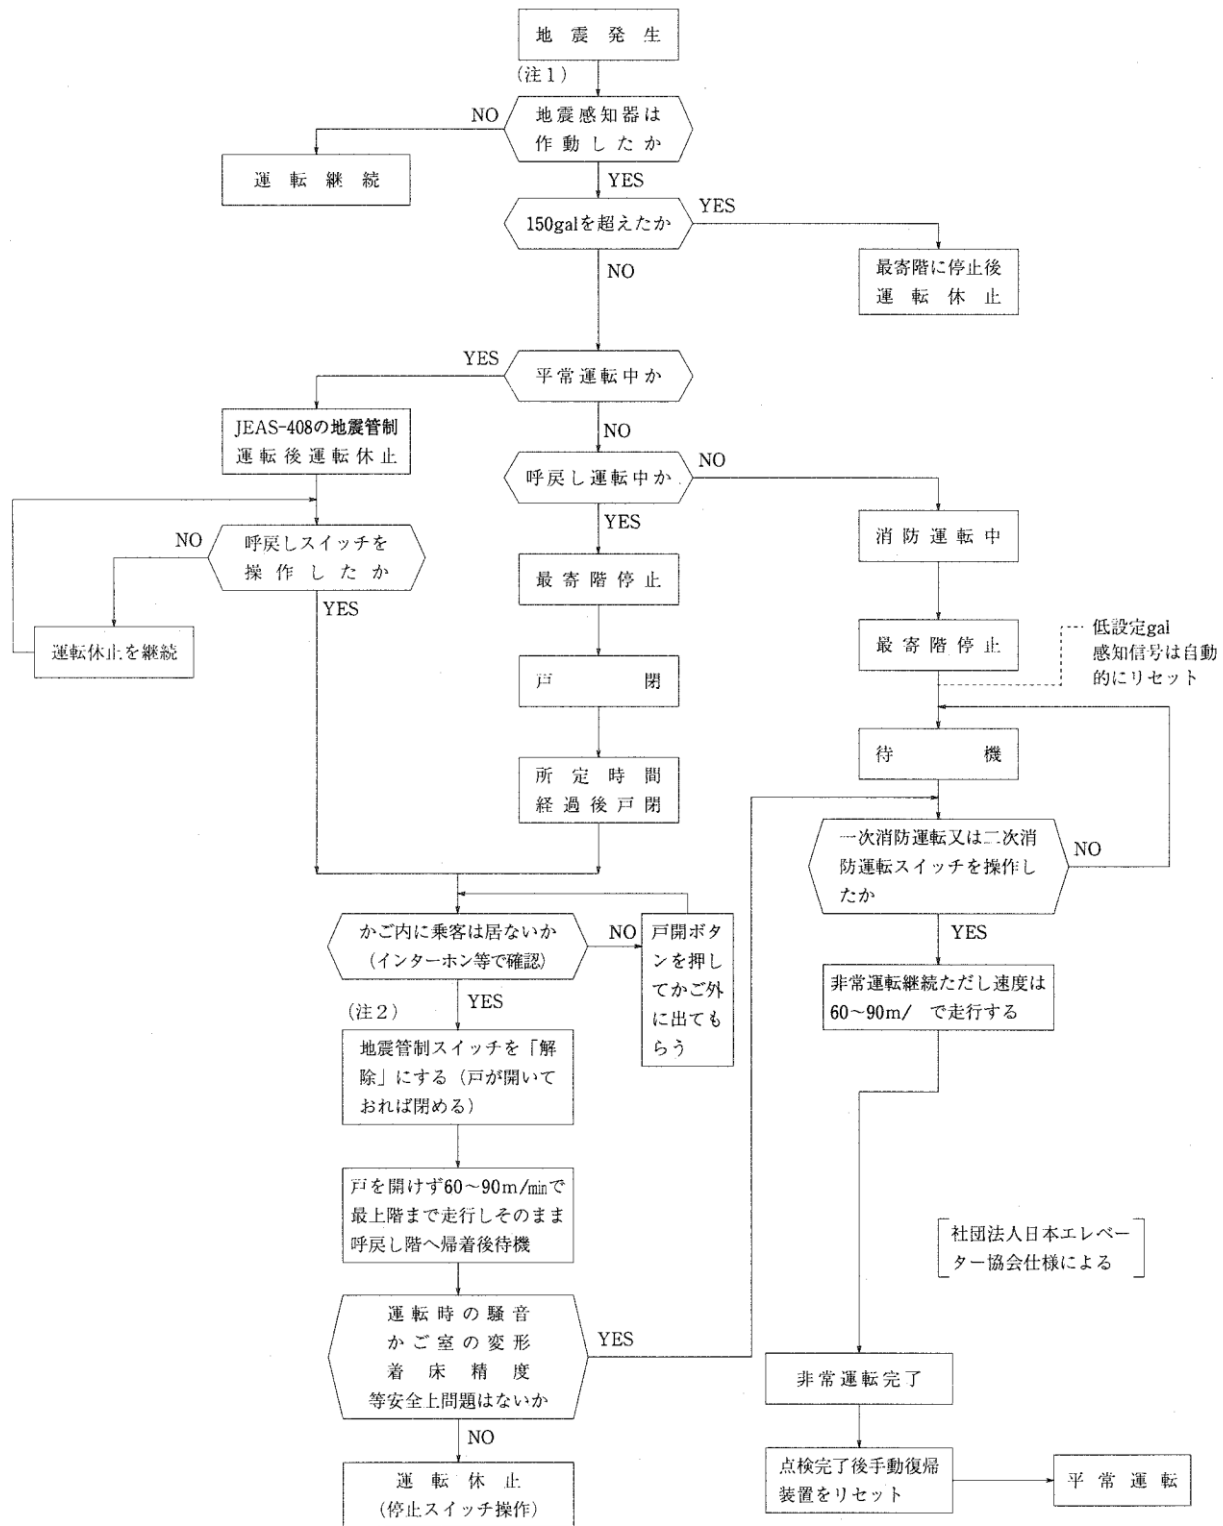 地震発生
(注1)
地震感知器は
作動したか
NO
運転継続
YES
150galを超えたか
YES
最寄階に停止後
運転休止
NO
平常運転中か
YES
JEAS-408の地震管制
運転後運転休止
NO
呼戻し運転中か
NO
消防運転中
呼戻しスイッチを
操作したか
NO
運転休止を継続
YES
YES
最寄階停止
戸閉
所定時間
経過後戸閉
最寄階停止
低設定gal
感知信号は自動
的にリセット
待機
一次消防運転又は二次消
防運転スイッチを操作し
たか
NO
YES
非常運転継続ただし速度は
60~90m/ で走行する
かご内に乗客は居ないか
(インターホン等で確認)
NO
戸開ボタ
ンを押し
てかご外
に出ても
らう
YES
(注2)
地震管制スイッチを「解
除」にする(戸が開いて
おれば閉める)
戸を開けず60~90m/㎜で
最上階まで走行しそのまま
呼戻し階へ帰着後待機
運転時の騒音
かご室の変形
着床精度
等安全上問題はないか
YES
NO
運転休止
(停止スイッチ操作)
社団法人日本エレベー
ター協会仕様による
非常運転完了
点検完了後手動復帰
装置をリセット
平常運転